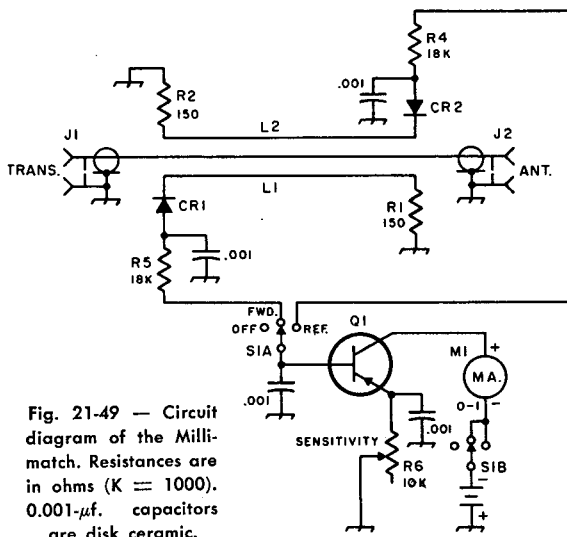 R4
18K
.001
CR2
R2
150
L2
J1
J2
TRANS.
ANT.
L1
CR1
R1
150
.001
R5
18K
FWD.
OFF
REF.
Q1
S1A
M1
+
MA.
0-1
-
.001
.001
SENSITIVITY
R6
10K
S1B
-
+
Fig. 21-49 — Circuit
diagram of the Milli-
match. Resistances are
in ohms (K = 1000).
0.001-μf. capacitors
are disk ceramic.